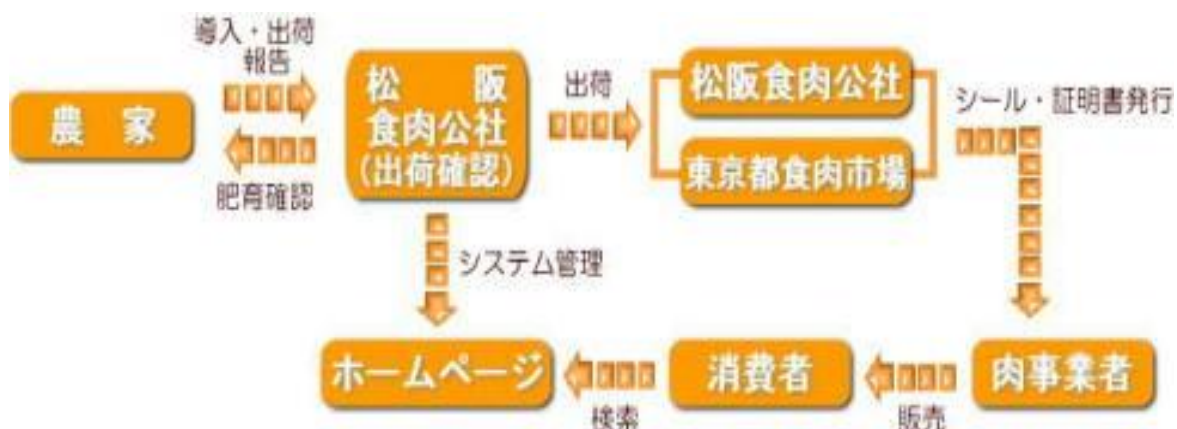 導入・出荷
報告
農 家
肥育確認
松 阪
食肉公社
(出荷確認)
出荷
松阪食肉公社
東京都食肉市場
シール・証明書発行
システム管理
ホームページ
検索
消費者
販売
肉事業者